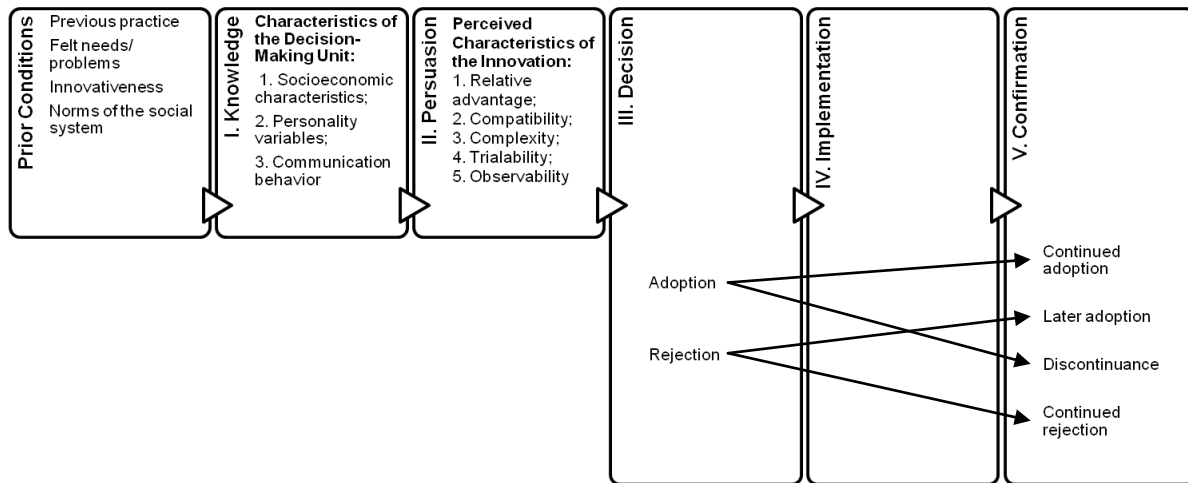 Prior Conditions
Previous practice
Felt needs/
problems
Innovativeness
Norms of the social
system
I. Knowledge
Characteristics of
the Decision-
Making Unit:
1. Socioeconomic
characteristics;
2. Personality
variables;
3. Communication
behavior
II. Persuasion
Perceived
Characteristics of
the Innovation:
1. Relative
advantage;
2. Compatibility;
3. Complexity;
4. Trialability;
5. Observability
III. Decision
Adoption
Rejection
IV. Implementation
V. Confirmation
Continued
adoption
Later adoption
Discontinuance
Continued
rejection